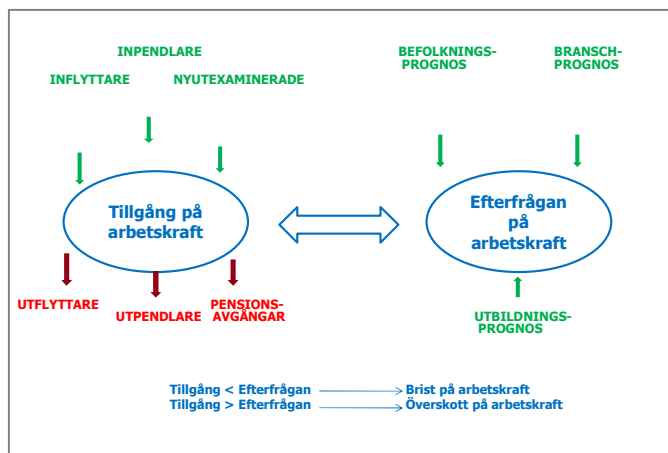 INPENDLARE
INFLYTTARE
NYUTEXAMINERADE
BEFOLKNINGS-
PROGNOS
BRANSCH-
PROGNOS
Tillgång på
arbetskraft
Efterfrågan
på
arbetskraft
UTFLYTTARE
UTPENDLARE
PENSIONS-
AVGÅNGAR
UTBILDNINGS-
PROGNOS
Tillgång < Efterfrågan Brist på arbetskraft
Tillgång > Efterfrågan Överskott på arbetskraft